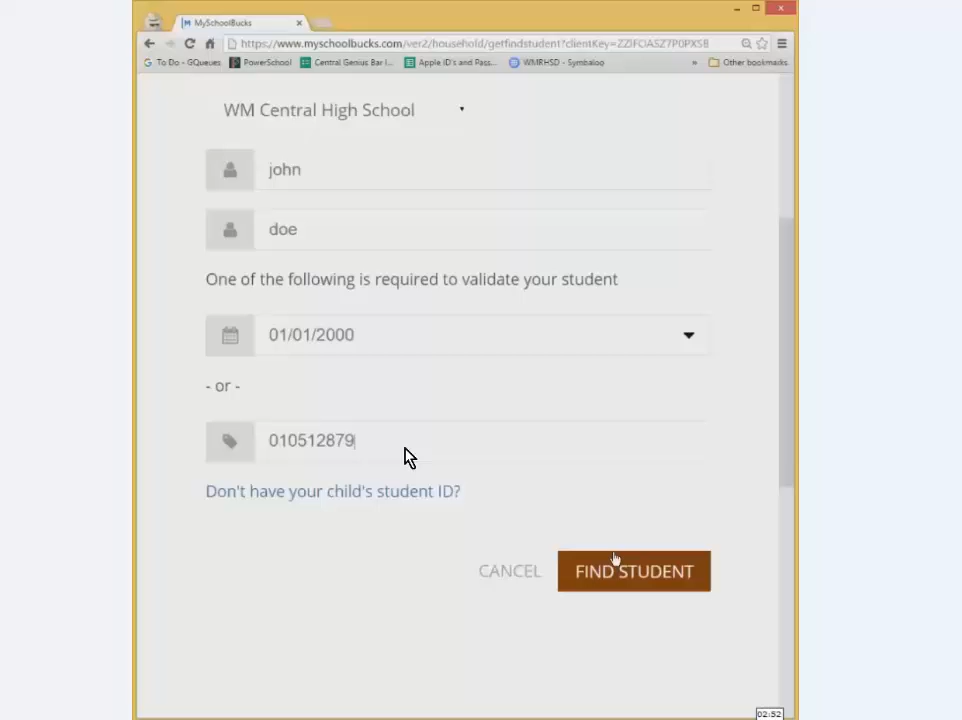 MySchoolBucks
https://www.myschoolbucks.com/ver2/household/getfindstudent?clientKey=
To Do - GQueues PowerSchool Central Genius Bar I... Apple ID's and Pass... WMRHSD - Symbaloo » Other bookmarks
WM Central High School
john
doe
One of the following is required to validate your student
01/01/2000
- or -
010512879
Don't have your child's student ID?
CANCEL FIND STUDENT
02:52